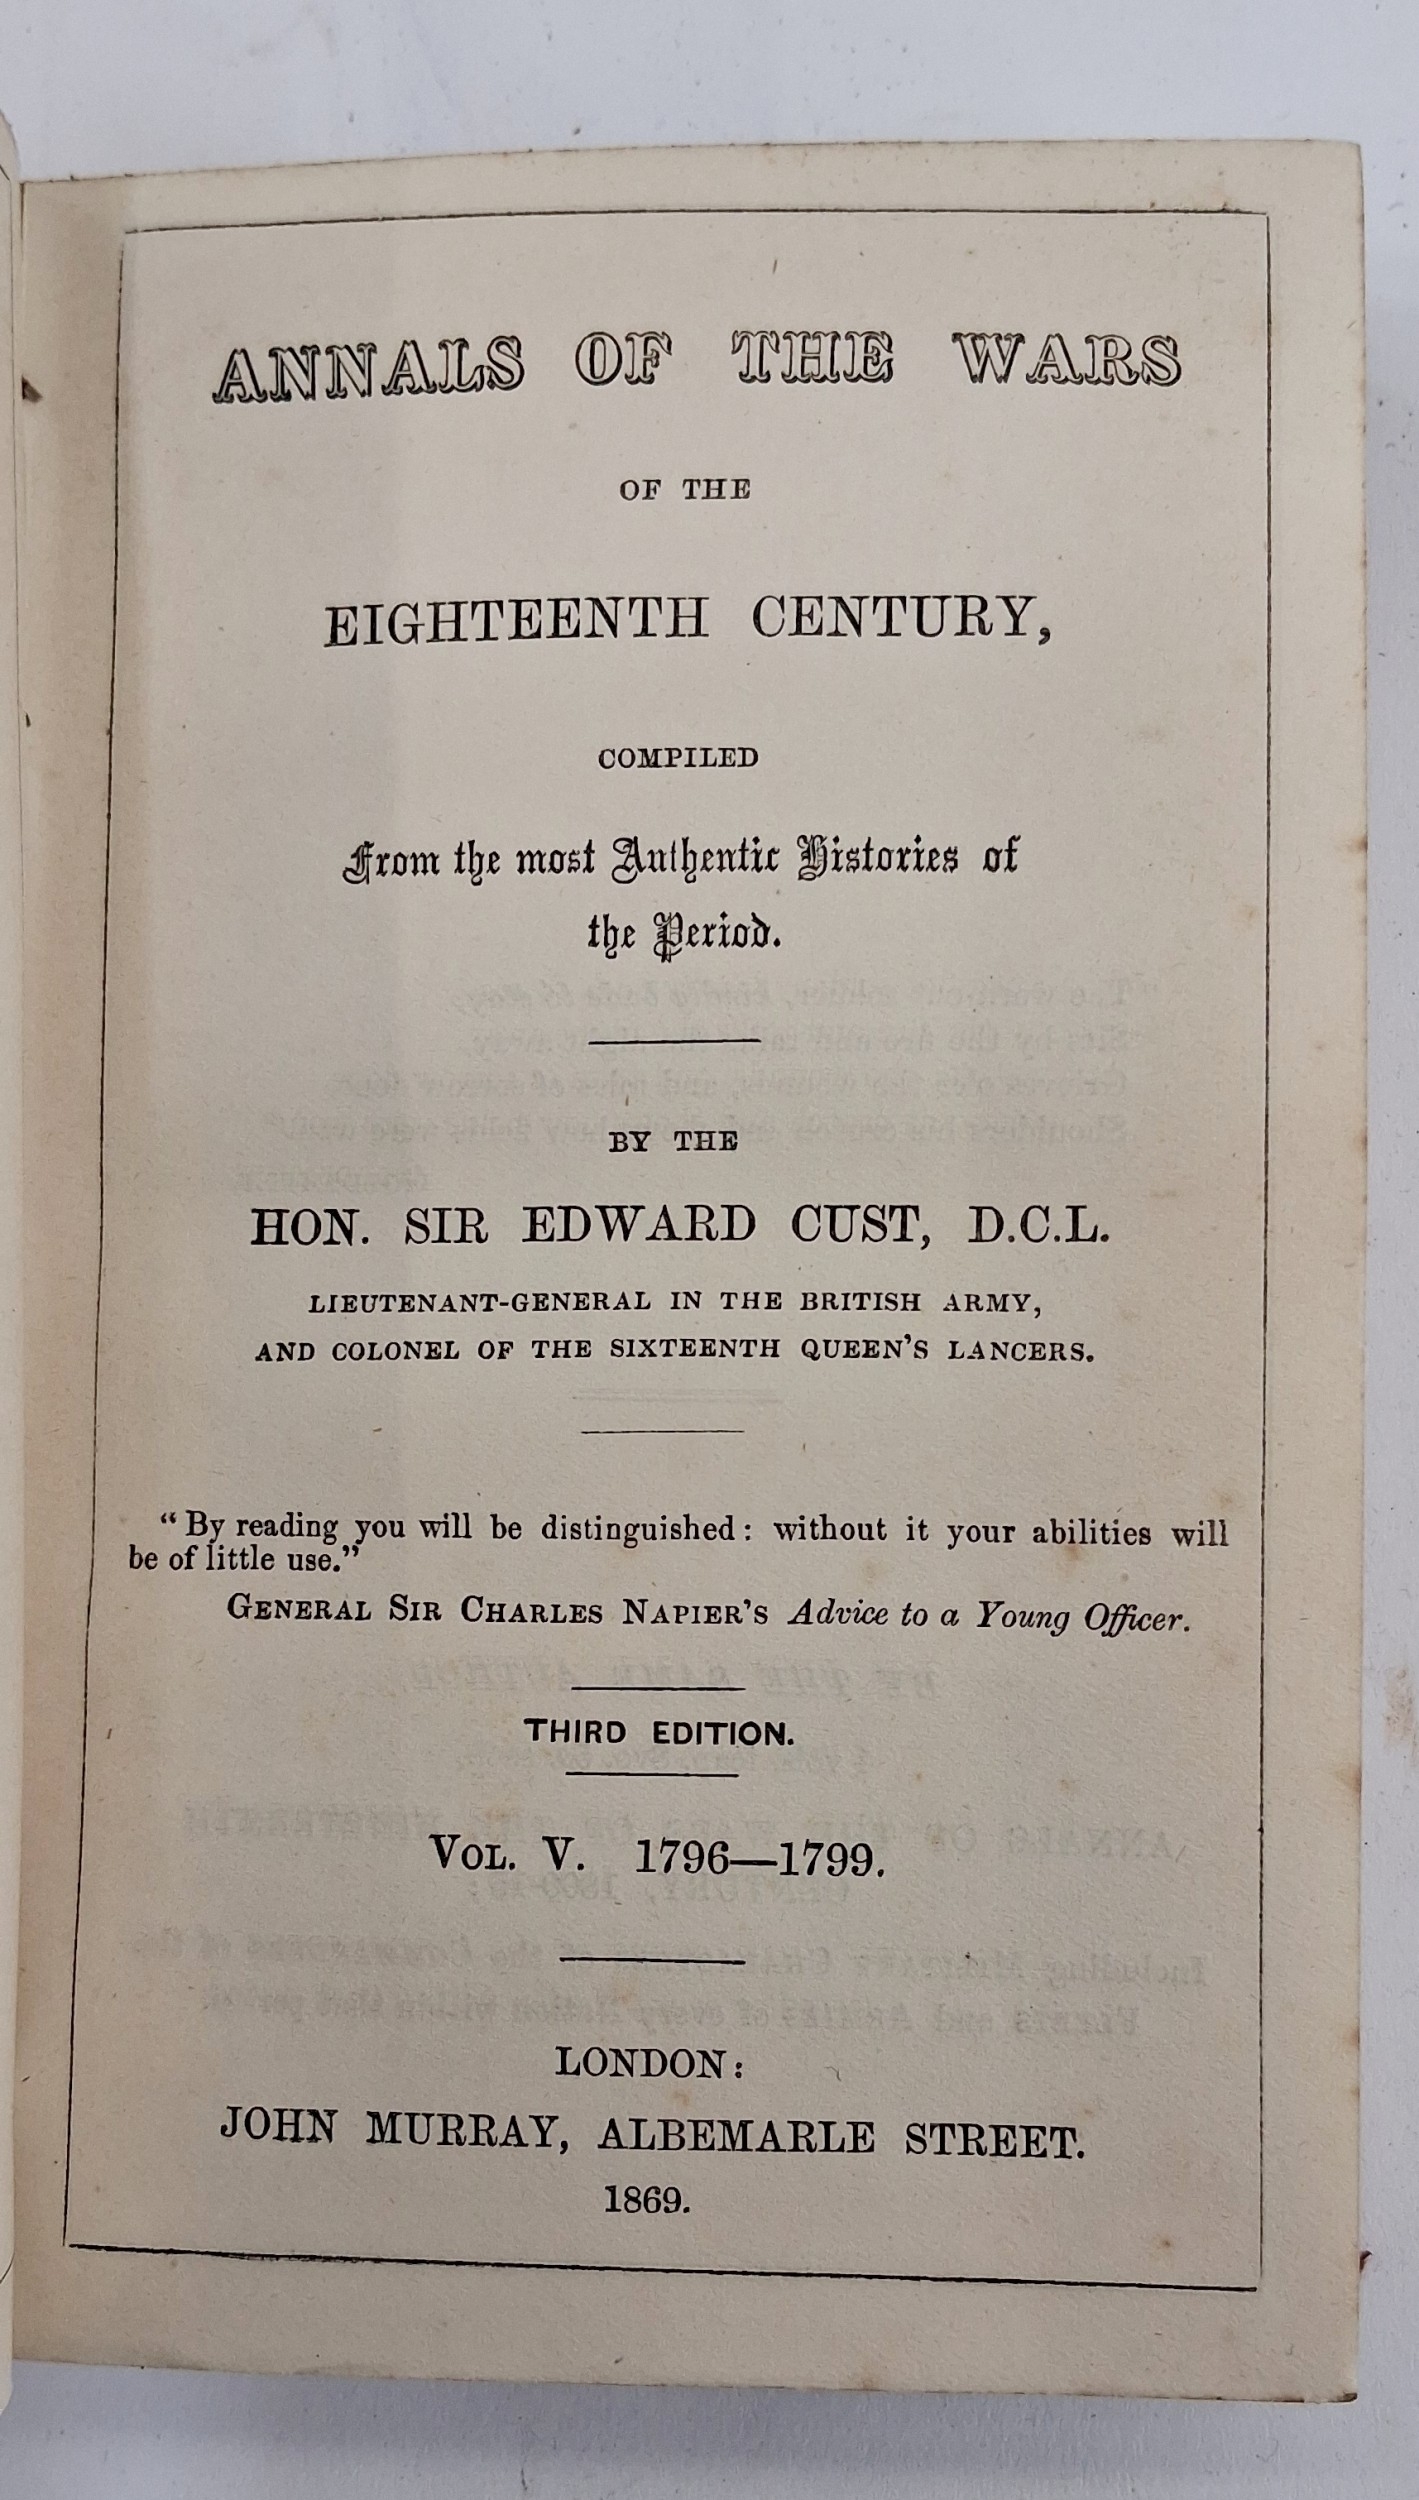 ANNALS OF THE WARS
OF THE
EIGHTEENTH CENTURY,
COMPILED
From the most Authentic Histories of
the Period.
BY THE
HON. SIR EDWARD CUST, D.C.L.
LIEUTENANT-GENERAL IN THE BRITISH ARMY,
AND COLONEL OF THE SIXTEENTH QUEEN'S LANCERS.
"By reading you will be distinguished: without it your abilities will
be of little use."
GENERAL SIR CHARLES NAPIER'S Advice to a Young Officer.
THIRD EDITION.
VOL. V. 1796—1799.
LONDON:
JOHN MURRAY, ALBEMARLE STREET.
1869.